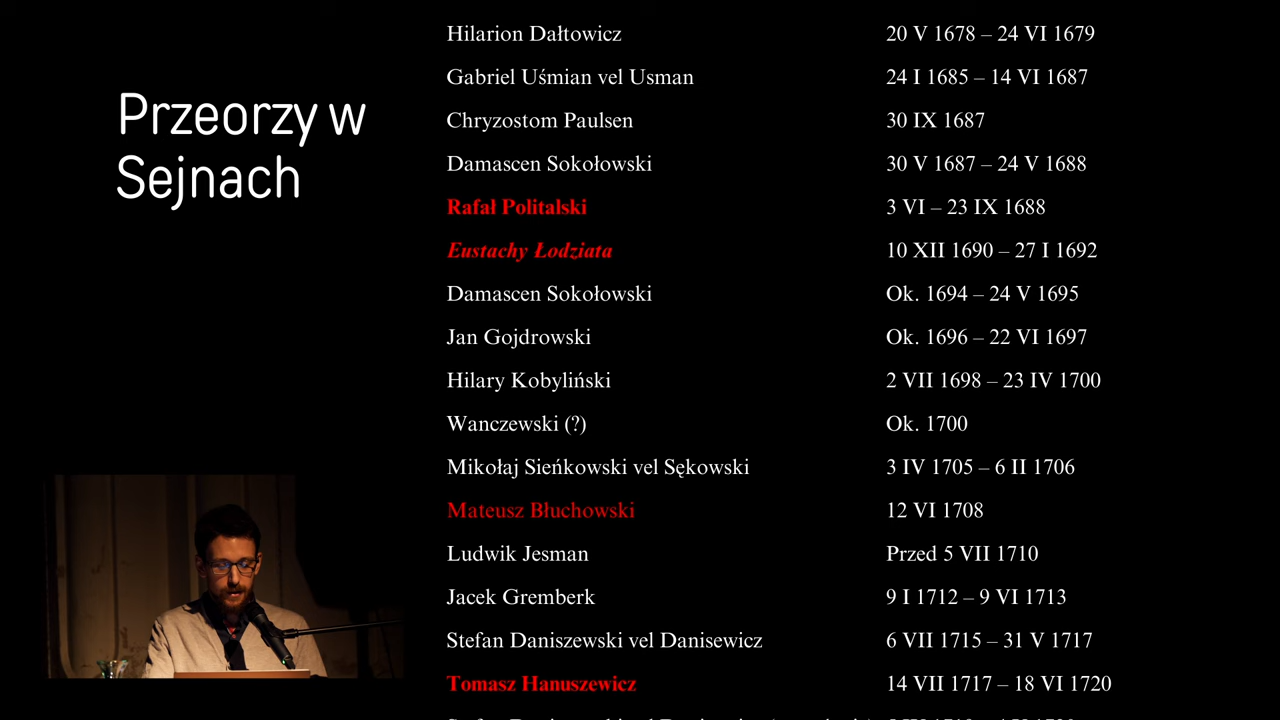 Przeorzy w
Sejnach
Hilarion Dałtowicz 20 V 1678 – 24 VI 1679
Gabriel Uśmian vel Usman 24 I 1685 – 14 VI 1687
Chryzostom Paulsen 30 IX 1687
Damascen Sokołowski 30 V 1687 – 24 V 1688
Rafał Politalski 3 VI – 23 IX 1688
Eustachy Łodziata 10 XII 1690 – 27 I 1692
Damascen Sokołowski Ok. 1694 – 24 V 1695
Jan Gojdrowski Ok. 1696 – 22 VI 1697
Hilary Kobyliński 2 VII 1698 – 23 IV 1700
Wanczewski (?) Ok. 1700
Mikołaj Sieńkowski vel Sękowski 3 IV 1705 – 6 II 1706
Mateusz Błuchowski 12 VI 1708
Ludwik Jesman Przed 5 VII 1710
Jacek Gremberk 9 I 1712 – 9 VI 1713
Stefan Daniszewski vel Danisewicz 6 VII 1715 – 31 V 1717
Tomasz Hanuszewicz 14 VII 1717 – 18 VI 1720